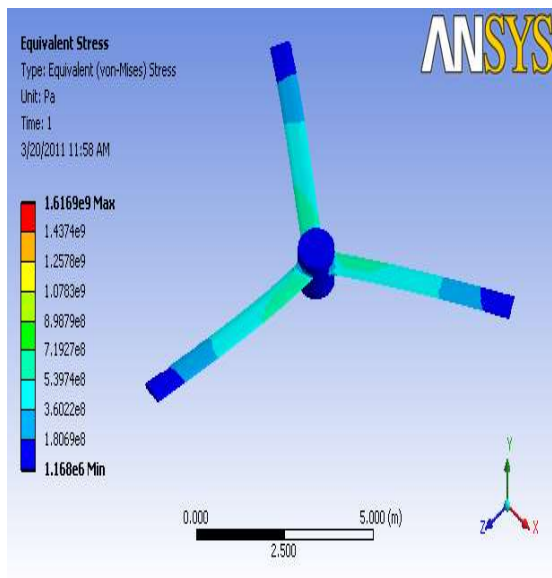 Equivalent Stress
Type: Equivalent (von-Mises) Stress
Unit: Pa
Time: 1
3/20/2011 11:58 AM
ANSYS
1.6169e9 Max
1.4374e9
1.2578e9
1.0783e9
8.9879e8
7.1927e8
5.3974e8
3.6022e8
1.8069e8
1.168e6 Min
0.000 5.000 (m)
2.500
Y
Z X